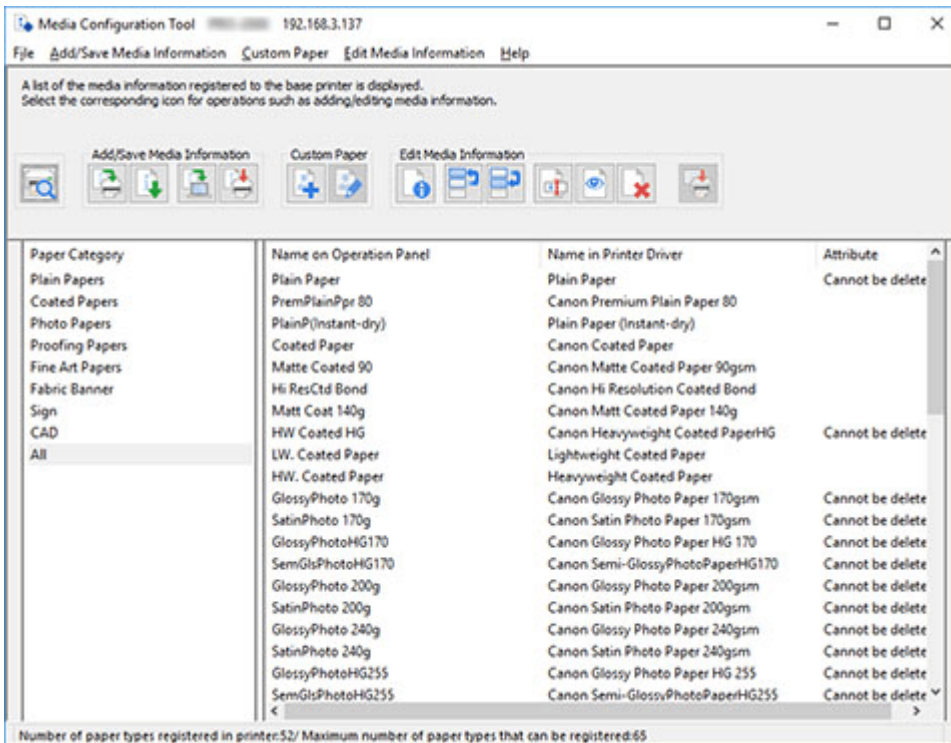 Media Configuration Tool 192.168.3.137
File Add/Save Media Information Custom Paper Edit Media Information Help
A list of the media information registered to the base printer is displayed.
Select the corresponding icon for operations such as adding/editing media information.
Add/Save Media Information Custom Paper Edit Media Information
Paper Category Name on Operation Panel Name in Printer Driver Attribute
Plain Papers Plain Paper Plain Paper Cannot be delete
Coated Papers PremPlainPpr 80 Canon Premium Plain Paper 80
Photo Papers PlainP(Instant-dry) Plain Paper (Instant-dry)
Proofing Papers Coated Paper Canon Coated Paper
Fine Art Papers Matte Coated 90 Canon Matte Coated Paper 90gsm
Fabric Banner Hi ResCtd Bond Canon Hi Resolution Coated Bond
Sign Matt Coat 140g Canon Matt Coated Paper 140g
CAD HW Coated HG Canon Heavyweight Coated PaperHG Cannot be delete
All LW. Coated Paper Lightweight Coated Paper
HW. Coated Paper Heavyweight Coated Paper
GlossyPhoto 170g Canon Glossy Photo Paper 170gsm Cannot be delete
SatinPhoto 170g Canon Satin Photo Paper 170gsm Cannot be delete
GlossyPhotoHG170 Canon Glossy Photo Paper HG 170 Cannot be delete
SemGlsPhotoHG170 Canon Semi-GlossyPhotoPaperHG170 Cannot be delete
GlossyPhoto 200g Canon Glossy Photo Paper 200gsm Cannot be delete
SatinPhoto 200g Canon Satin Photo Paper 200gsm Cannot be delete
GlossyPhoto 240g Canon Glossy Photo Paper 240gsm Cannot be delete
SatinPhoto 240g Canon Satin Photo Paper 240gsm Cannot be delete
GlossyPhotoHG255 Canon Glossy Photo Paper HG 255 Cannot be delete
SemGlsPhotoHG255 Canon Semi-GlossyPhotoPaperHG255 Cannot be delete
Number of paper types registered in printer:52/ Maximum number of paper types that can be registered:65